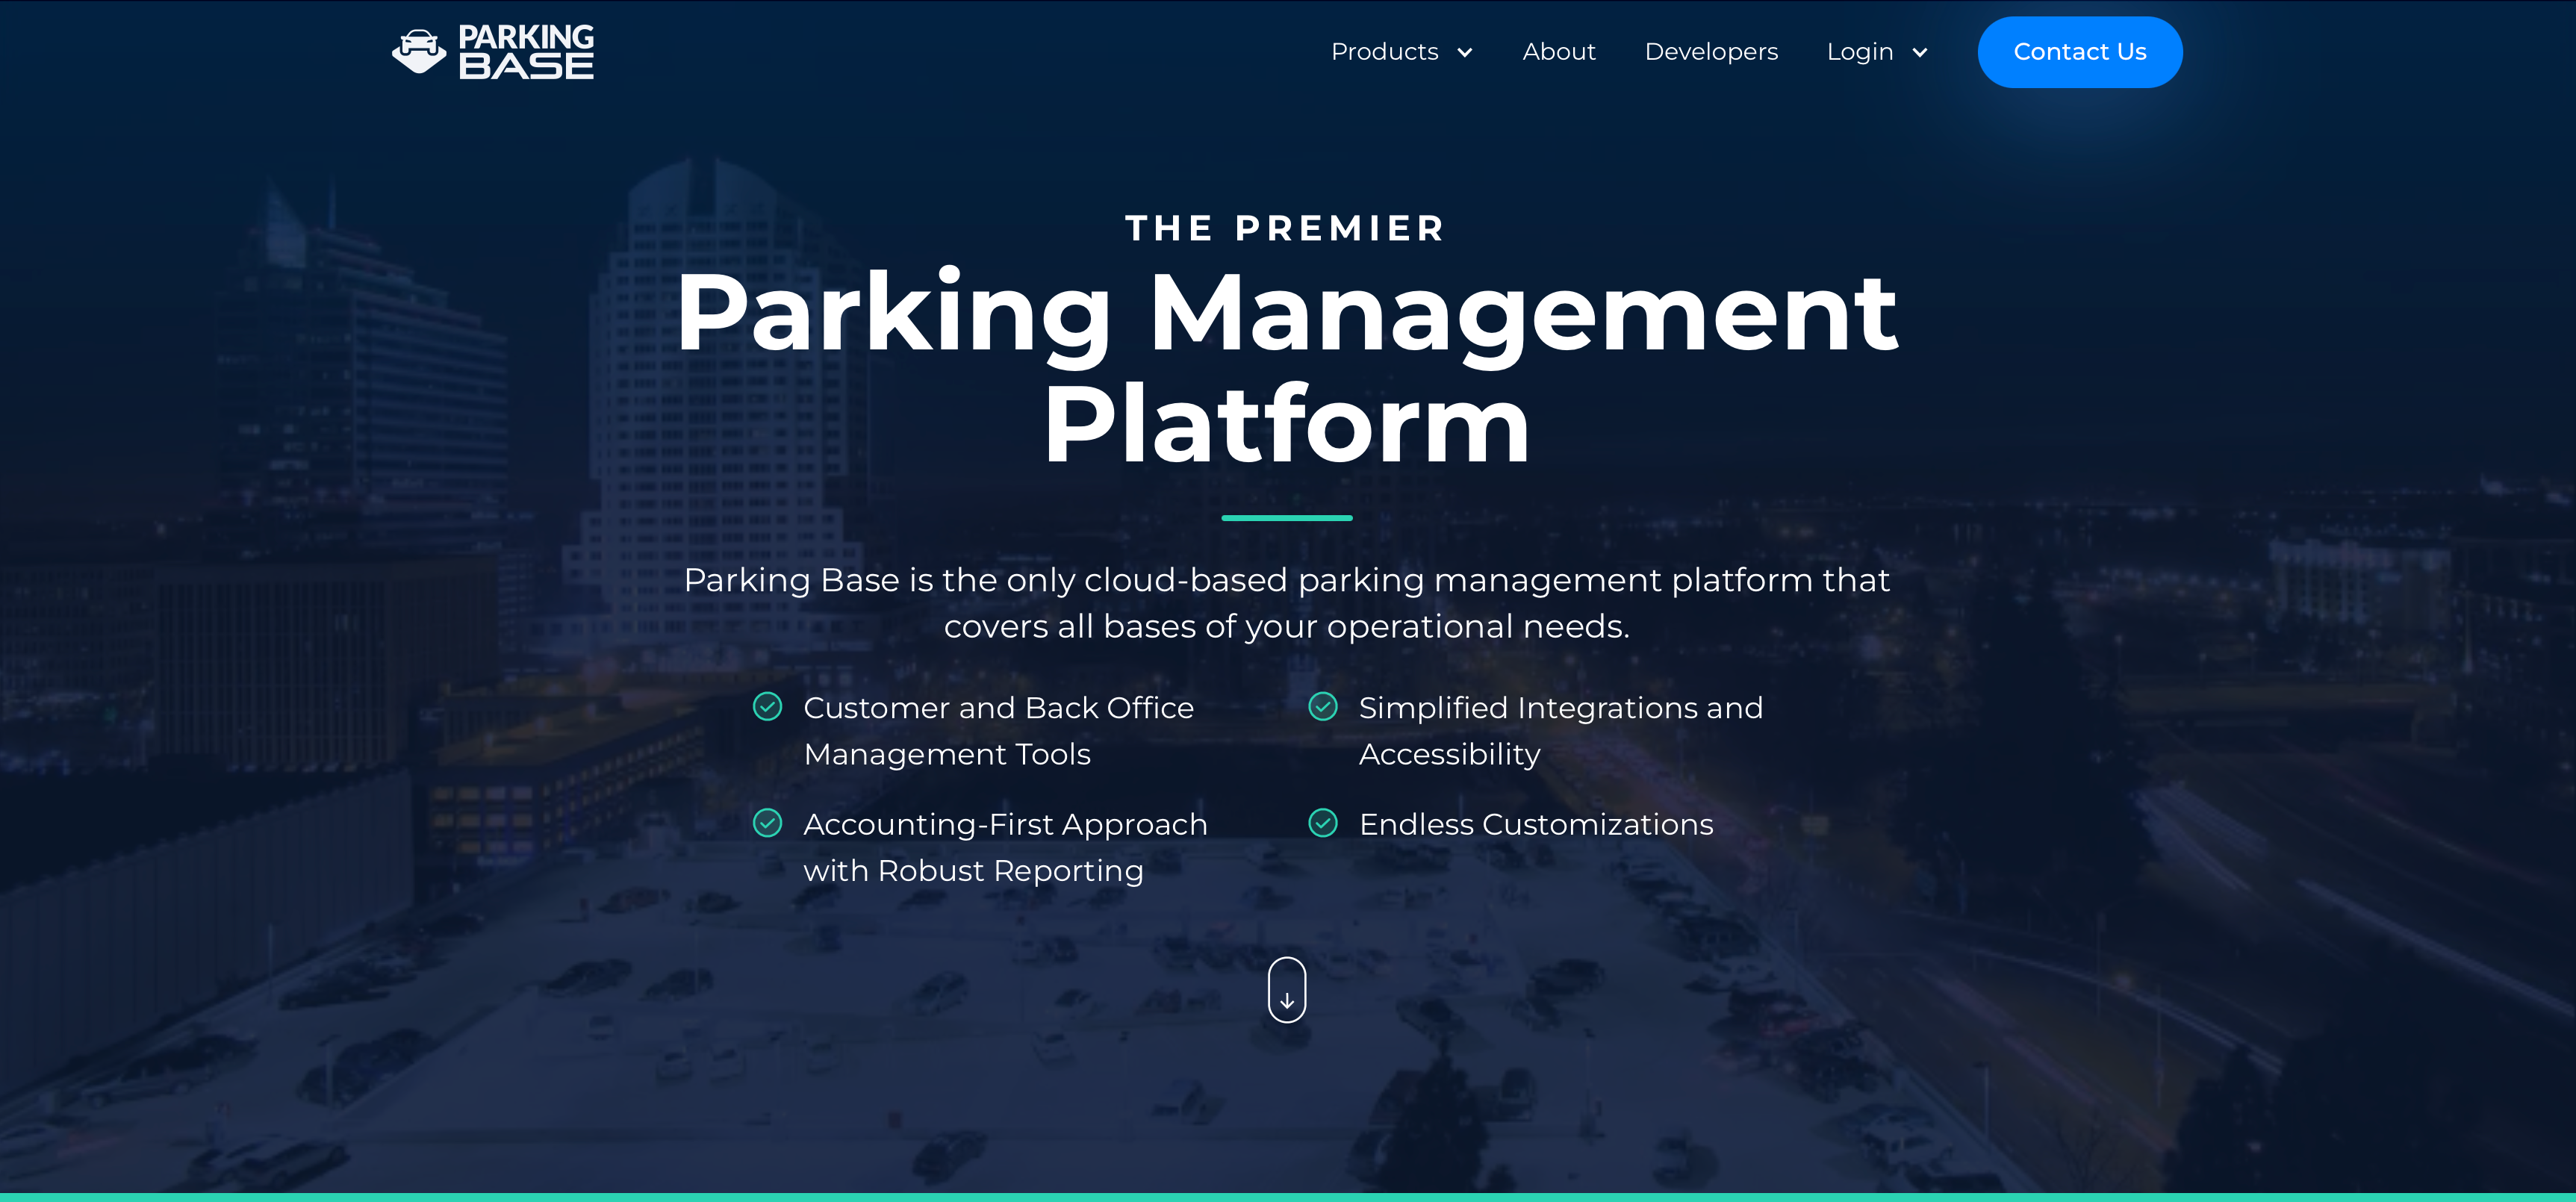 PARKING
BASE
Products
About
Developers
Login
Contact Us
THE PREMIER
Parking Management
Platform
Parking Base is the only cloud-based parking management platform that
covers all bases of your operational needs.
Customer and Back Office
Management Tools
Simplified Integrations and
Accessibility
Accounting-First Approach
with Robust Reporting
Endless Customizations